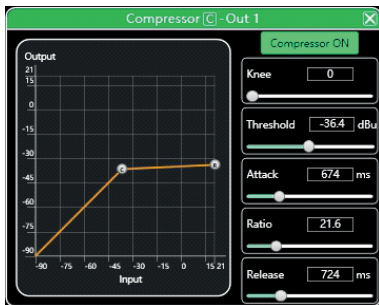 Compressor C - Out 1
Compressor ON
Output
21
15
0
-15
-30
-45
-60
-75
-90
C
R
-90 -75 -60 -45 -30 -15 0 15 21
Input
Knee 0
Threshold -36.4 dBu
Attack 674 ms
Ratio 21.6
Release 724 ms